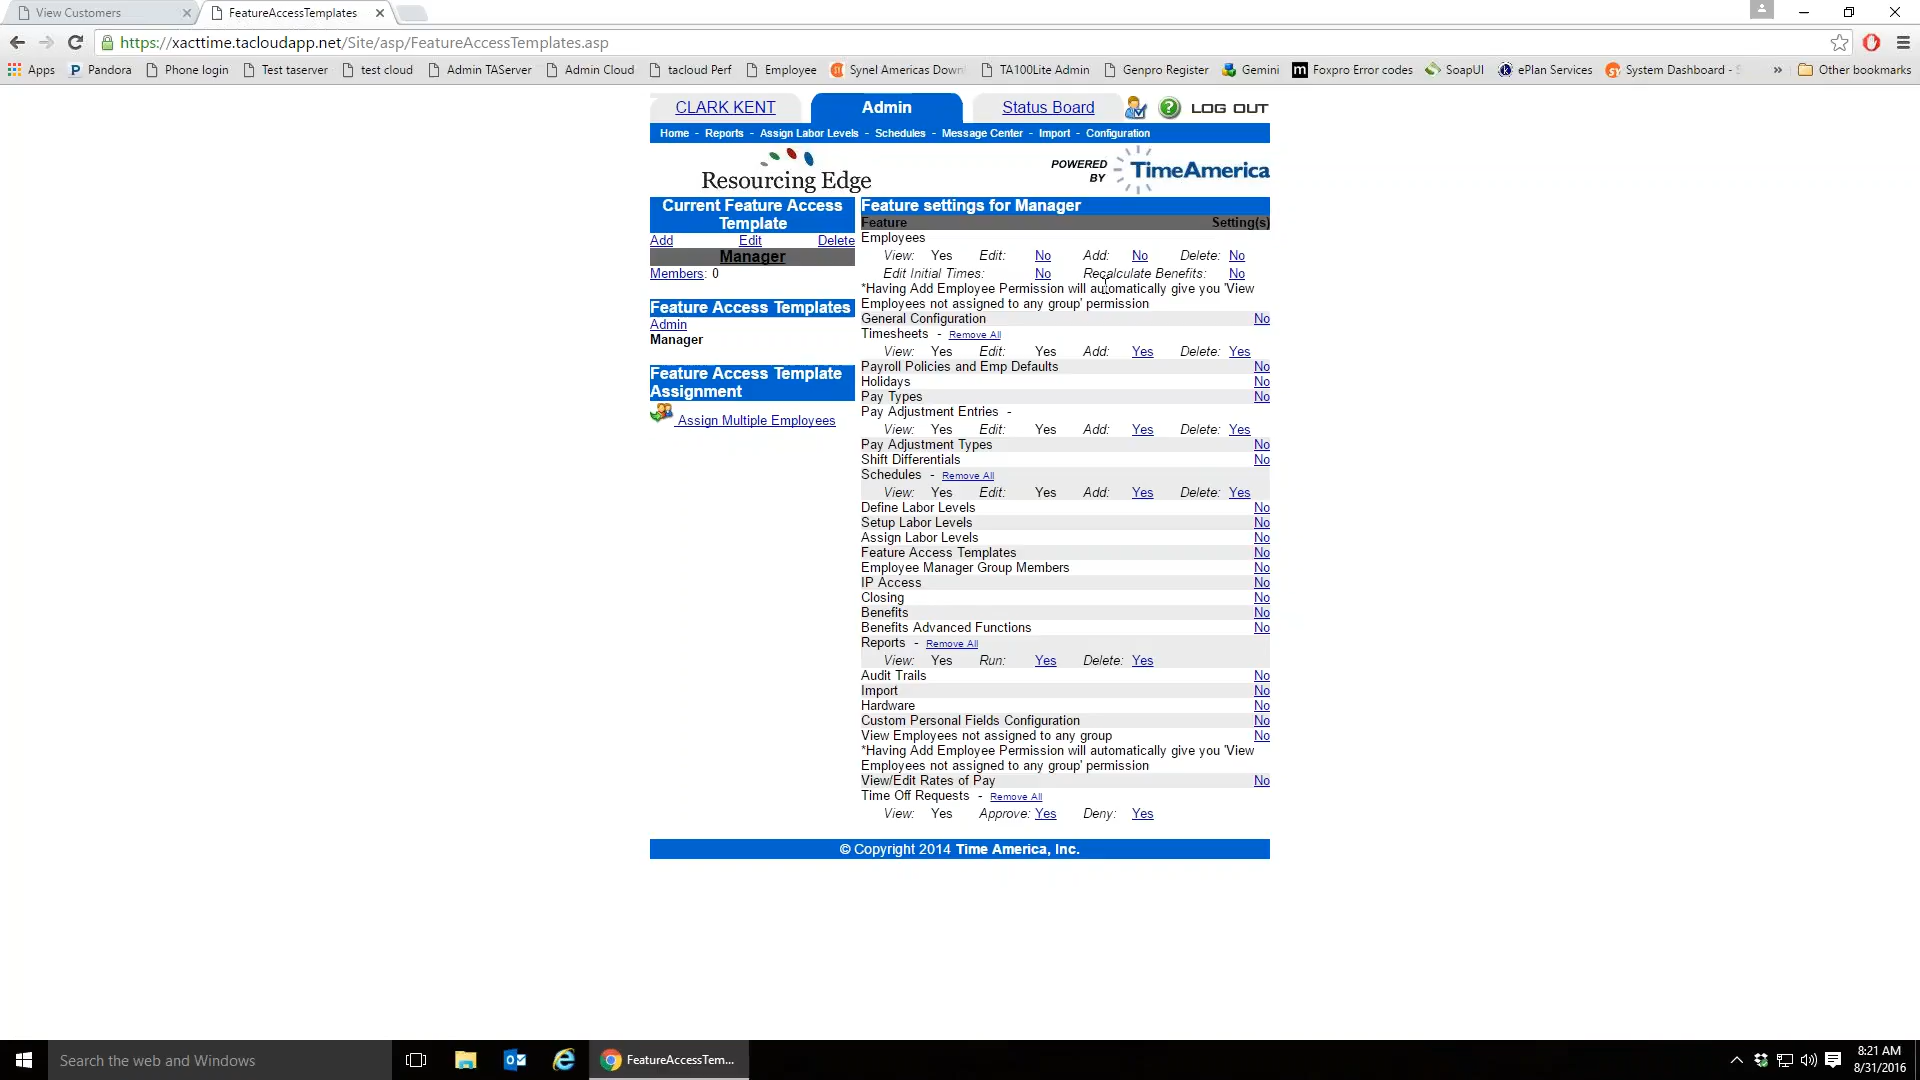 View Customers
FeatureAccessTemplates
https://xacttime.tacloudapp.net/Site/asp/FeatureAccessTemplates.asp
Apps Pandora Phone login Test taserver test cloud Admin TAServer Admin Cloud tacloud Perf Employee Synel Americas Down TA100Lite Admin Genpro Register Gemini Foxpro Error codes SoapUI ePlan Services System Dashboard - » Other bookmarks
CLARK KENT Admin Status Board LOG OUT
Home - Reports - Assign Labor Levels - Schedules - Message Center - Import - Configuration
Resourcing Edge
POWERED
BY
TimeAmerica
Current Feature Access
Template
Add Edit Delete
Manager
Members: 0
Feature Access Templates
Admin
Manager
Feature Access Template
Assignment
Assign Multiple Employees
Feature settings for Manager
Feature Setting(s)
Employees
View: Yes Edit: No Add: No Delete: No
Edit Initial Times: No Recalculate Benefits: No
*Having Add Employee Permission will automatically give you 'View
Employees not assigned to any group' permission
General Configuration No
Timesheets - Remove All
View: Yes Edit: Yes Add: Yes Delete: Yes
Payroll Policies and Emp Defaults No
Holidays No
Pay Types No
Pay Adjustment Entries -
View: Yes Edit: Yes Add: Yes Delete: Yes
Pay Adjustment Types No
Shift Differentials No
Schedules - Remove All
View: Yes Edit: Yes Add: Yes Delete: Yes
Define Labor Levels No
Setup Labor Levels No
Assign Labor Levels No
Feature Access Templates No
Employee Manager Group Members No
IP Access No
Closing No
Benefits No
Benefits Advanced Functions No
Reports - Remove All
View: Yes Run: Yes Delete: Yes
Audit Trails No
Import No
Hardware No
Custom Personal Fields Configuration No
View Employees not assigned to any group No
*Having Add Employee Permission will automatically give you 'View
Employees not assigned to any group' permission
View/Edit Rates of Pay No
Time Off Requests - Remove All
View: Yes Approve: Yes Deny: Yes
© Copyright 2014 Time America, Inc.
Search the web and Windows
FeatureAccessTem...
8:21 AM
8/31/2016